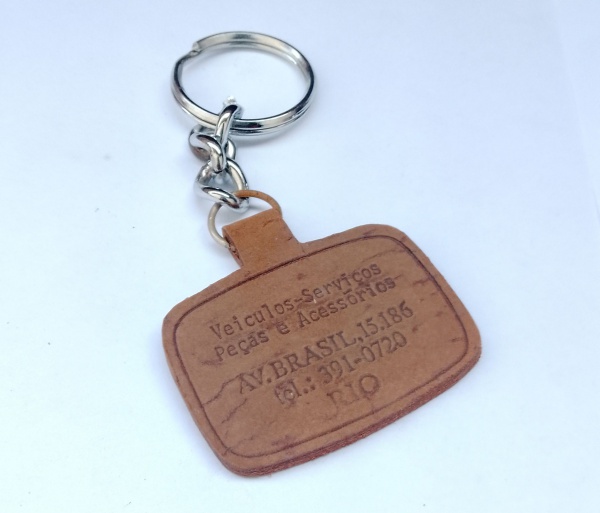 Veiculos-Serviços
Peças e Acessórios
AV.BRASIL,15.186
tel.: 391-0720
RIO